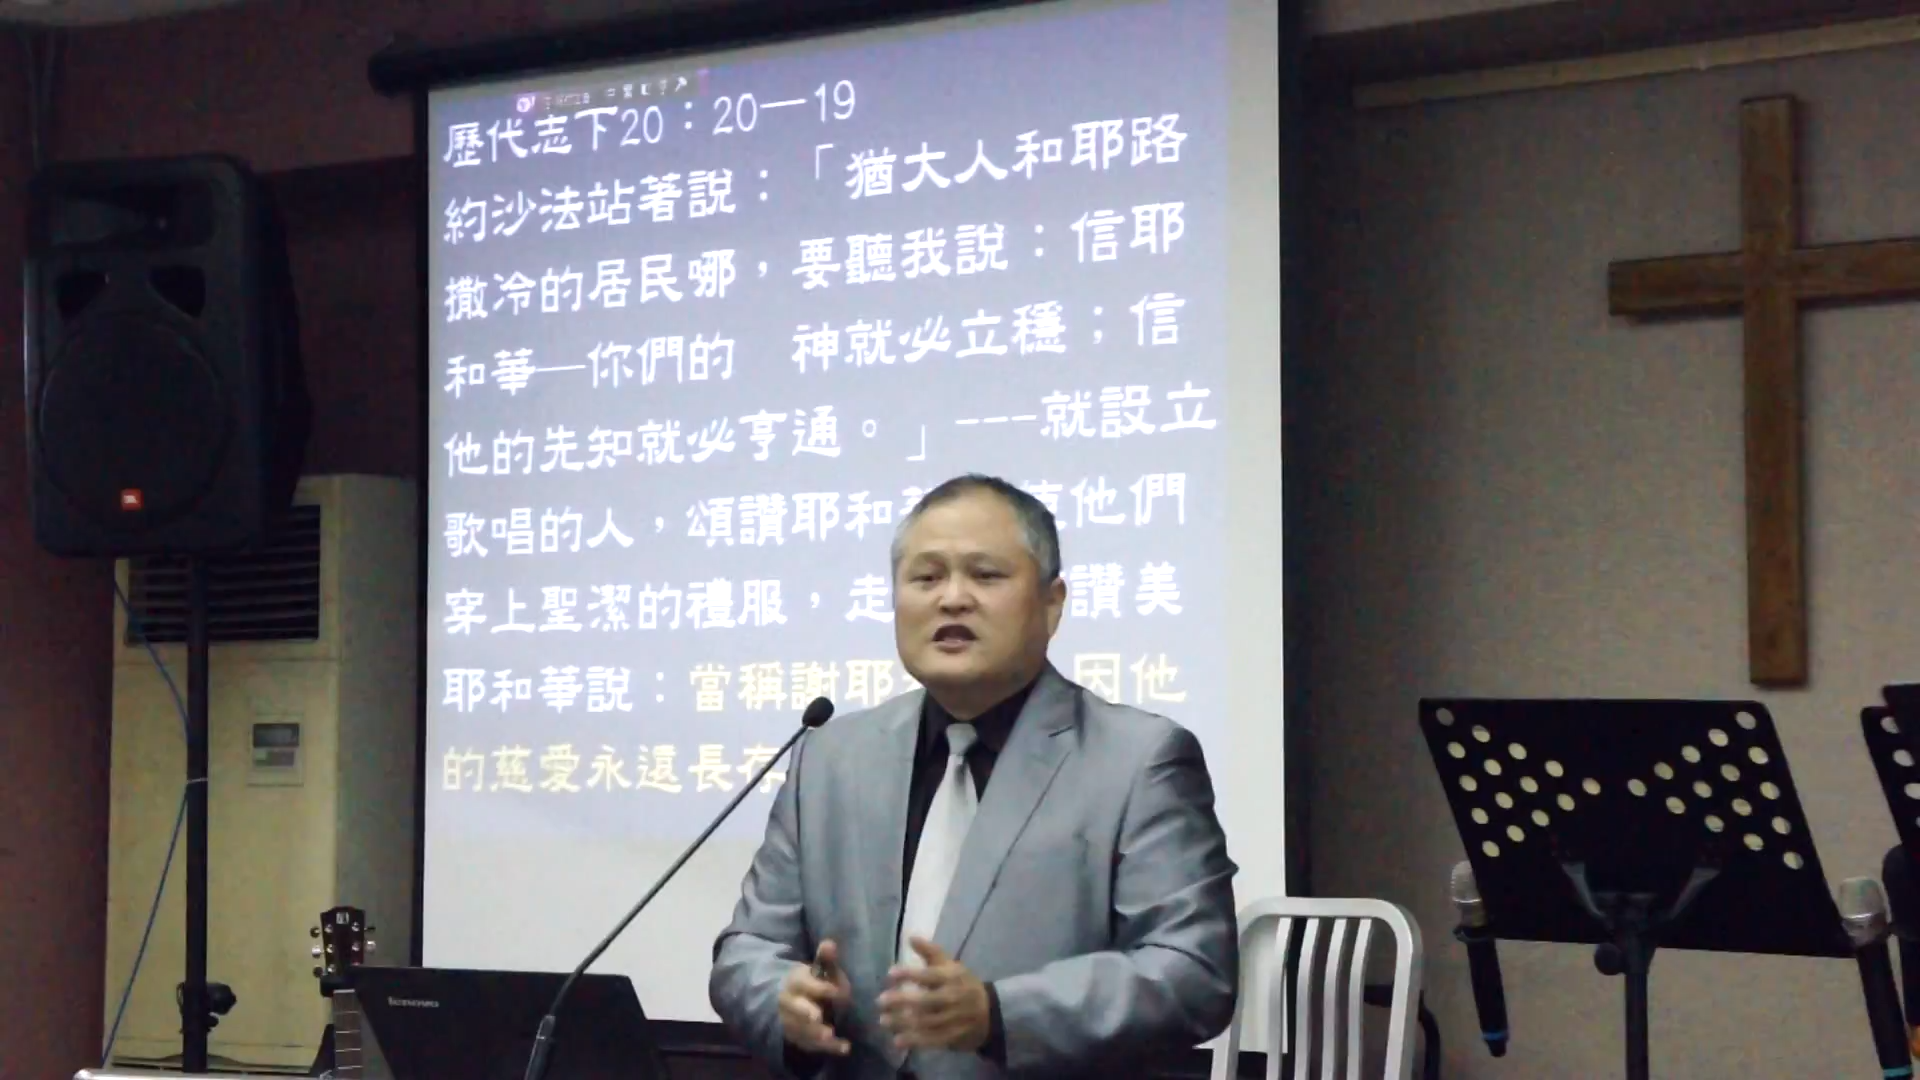 歷代志下20：20—19
約沙法站著說：「猶大人和耶路
撒冷的居民哪，要聽我說：信耶
和華—你們的　神就必立穩；信
他的先知就必亨通。」---就設立
歌唱的人，頌讚耶和 他們
穿上聖潔的禮服，走 讚美
耶和華說：當稱謝耶 因他
的慈愛永遠長存
JBL
lenovo